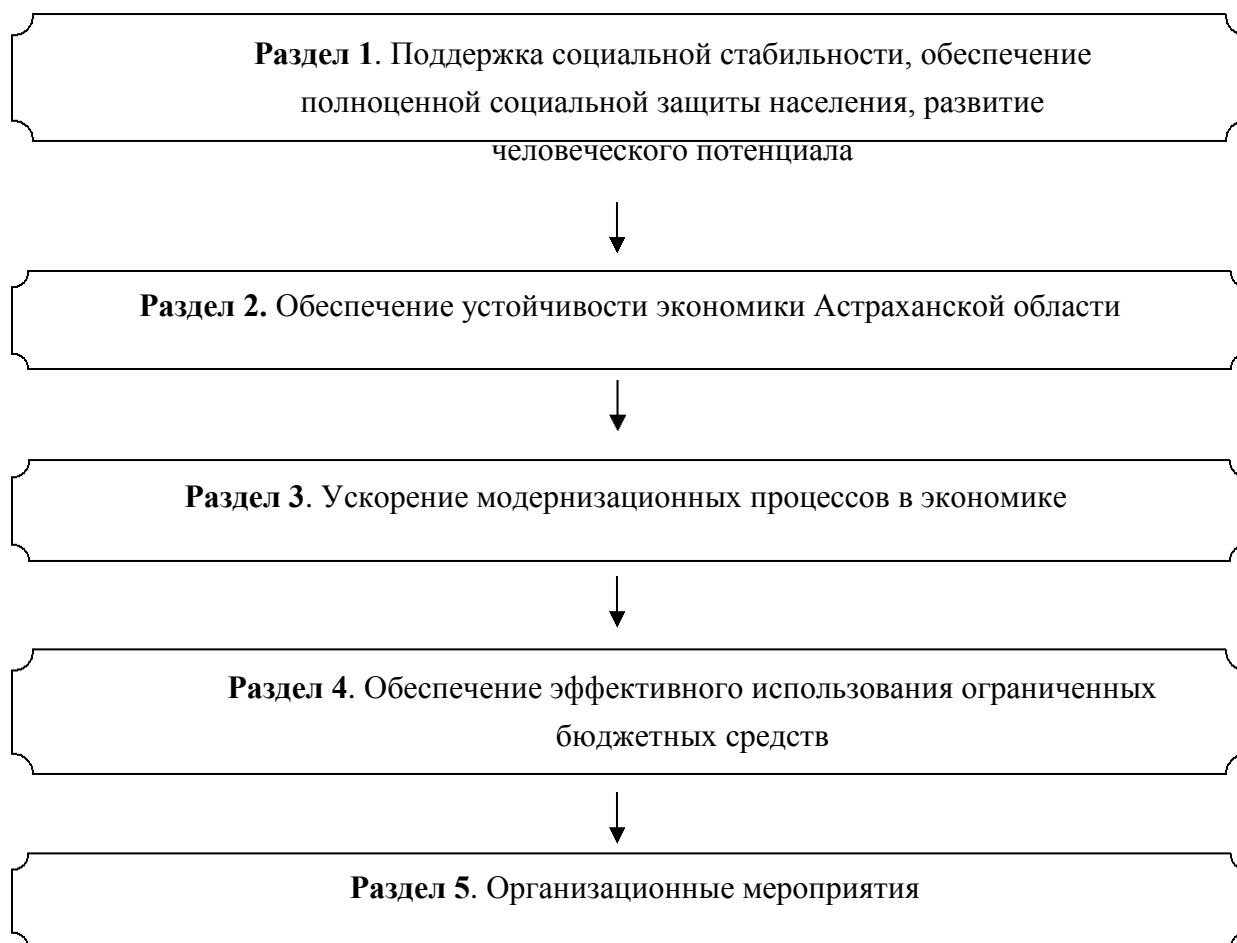 Раздел 1. Поддержка социальной стабильности, обеспечение
полноценной социальной защиты населения, развитие
человеческого потенциала
Раздел 2. Обеспечение устойчивости экономики Астраханской области
Раздел 3. Ускорение модернизационных процессов в экономике
Раздел 4. Обеспечение эффективного использования ограниченных
бюджетных средств
Раздел 5. Организационные мероприятия